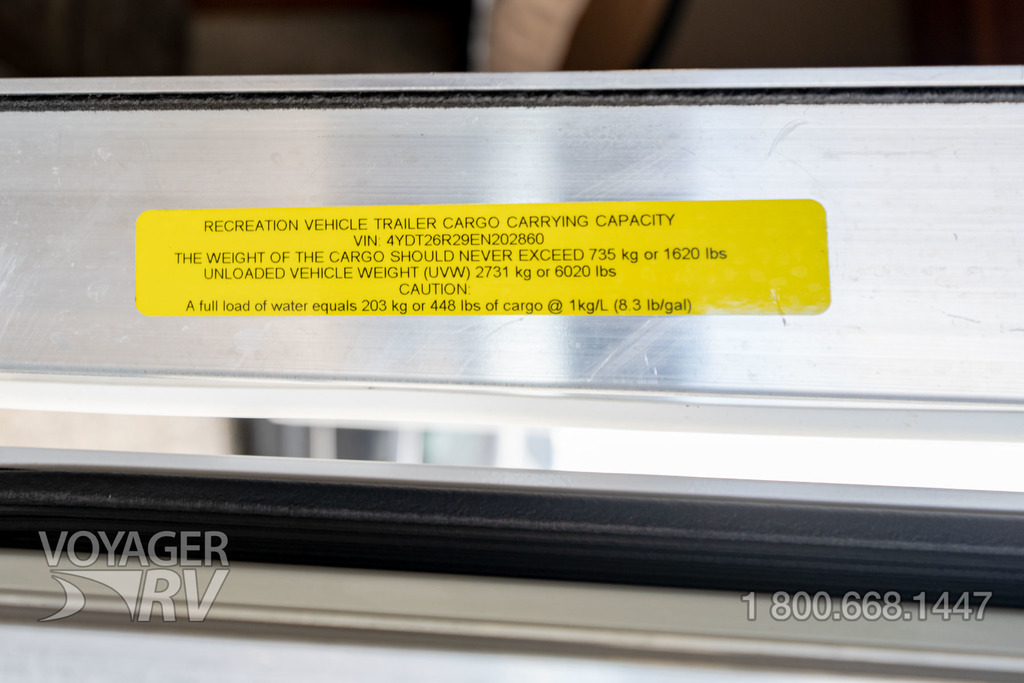 RECREATION VEHICLE TRAILER CARGO CARRYING CAPACITY
VIN: 4YDT26R29EN202860
THE WEIGHT OF THE CARGO SHOULD NEVER EXCEED 735 kg or 1620 lbs
UNLOADED VEHICLE WEIGHT (UVW) 2731 kg or 6020 lbs
CAUTION:
A full load of water equals 203 kg or 448 lbs of cargo @ 1kg/L (8.3 lb/gal)
VOYAGER
RV
1 800.668.1447